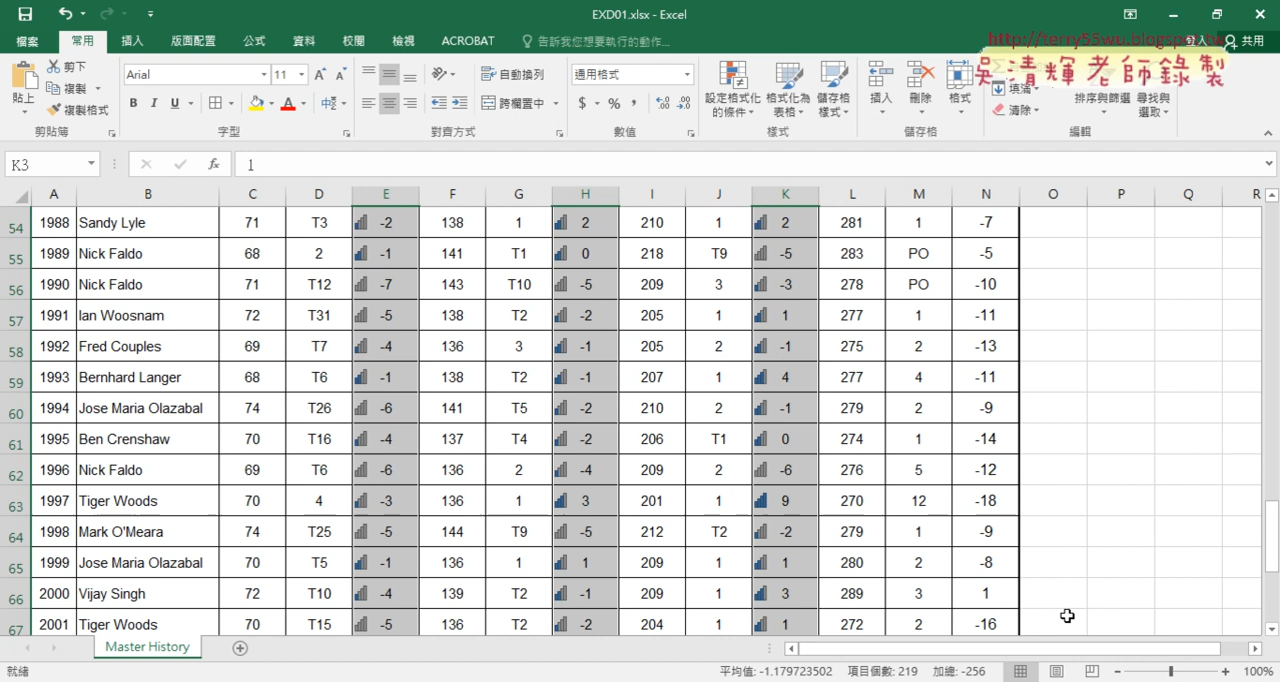 EXD01.xlsx - Excel
檔案 常用 插入 版面配置 公式 資料 校閱 檢視 ACROBAT 告訴我您想要執行的動作... 共用
http://terry55wu.blogspot.tw
吳清輝老師錄製
貼上 剪下 複製 複製格式 剪貼簿
Arial 11 B I U 中 字型
自動換列 跨欄置中 對齊方式
通用格式 $ % , 數值
設定格式化的條件 格式化為表格 儲存格樣式 樣式
插入 刪除 格式 儲存格
填滿 清除 排序與篩選 尋找與選取 編輯
K3 fx 1
A B C D E F G H I J K L M N O P Q R
54 1988 Sandy Lyle 71 T3 -2 138 1 2 210 1 2 281 1 -7
55 1989 Nick Faldo 68 2 -1 141 T1 0 218 T9 -5 283 PO -5
56 1990 Nick Faldo 71 T12 -7 143 T10 -5 209 3 -3 278 PO -10
57 1991 Ian Woosnam 72 T31 -5 138 T2 -2 205 1 1 277 1 -11
58 1992 Fred Couples 69 T7 -4 136 3 -1 205 2 -1 275 2 -13
59 1993 Bernhard Langer 68 T6 -1 138 T2 -1 207 1 4 277 4 -11
60 1994 Jose Maria Olazabal 74 T26 -6 141 T5 -2 210 2 -1 279 2 -9
61 1995 Ben Crenshaw 70 T16 -4 137 T4 -2 206 T1 0 274 1 -14
62 1996 Nick Faldo 69 T6 -6 136 2 -4 209 2 -6 276 5 -12
63 1997 Tiger Woods 70 4 -3 136 1 3 201 1 9 270 12 -18
64 1998 Mark O'Meara 74 T25 -5 144 T9 -5 212 T2 -2 279 1 -9
65 1999 Jose Maria Olazabal 70 T5 -1 136 1 1 209 1 1 280 2 -8
66 2000 Vijay Singh 72 T10 -4 139 T2 -1 209 1 3 289 3 1
67 2001 Tiger Woods 70 T15 -5 136 T2 -2 204 1 1 272 2 -16
Master History
就緒 平均值: -1.179723502 項目個數: 219 加總: -256 100%